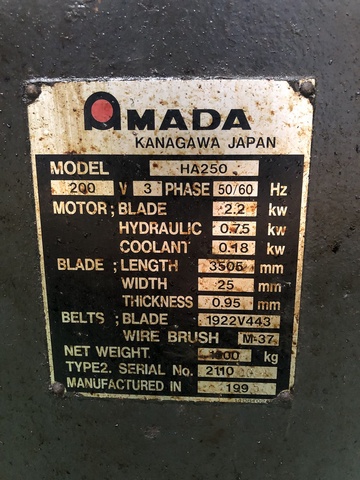 AMADA
KANAGAWA JAPAN
MODEL HA250
200 V 3 PHASE 50/60 Hz
MOTOR; BLADE 2.2 kw
HYDRAULIC 0.75 kw
COOLANT 0.18 kw
BLADE; LENGTH 3505 mm
WIDTH 25 mm
THICKNESS 0.95 mm
BELTS; BLADE 1922V443
WIRE BRUSH M-37
NET WEIGHT kg
TYPE2. SERIAL No. 2110
MANUFACTURED IN 199